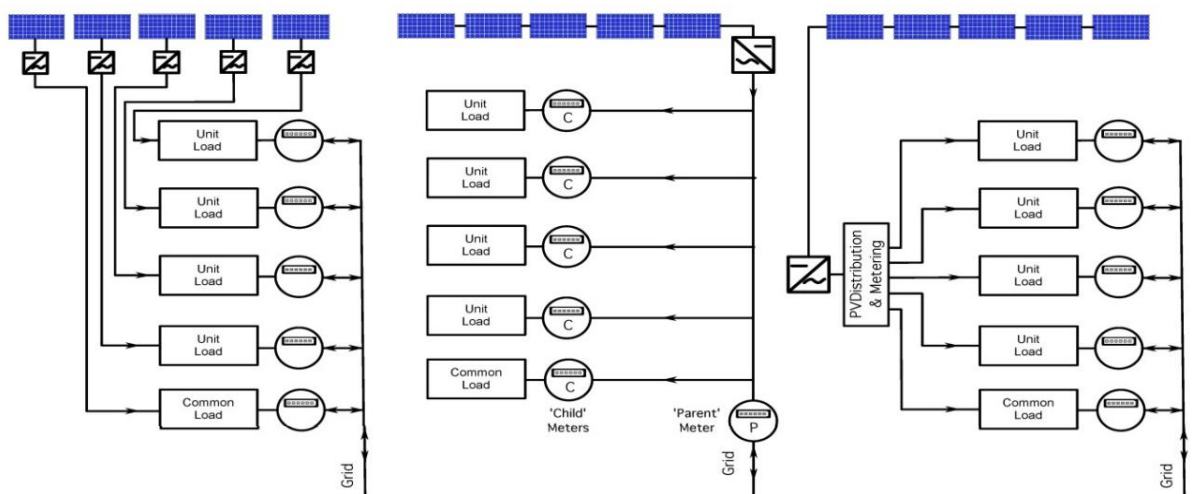 Unit
Load
Unit
Load
Unit
Load
Unit
Load
Common
Load
Grid
Unit
Load
C
Unit
Load
C
Unit
Load
C
Unit
Load
C
Common
Load
C
'Child'
Meters
'Parent'
Meter
P
Grid
PVDistribution
& Metering
Unit
Load
Unit
Load
Unit
Load
Unit
Load
Common
Load
Grid